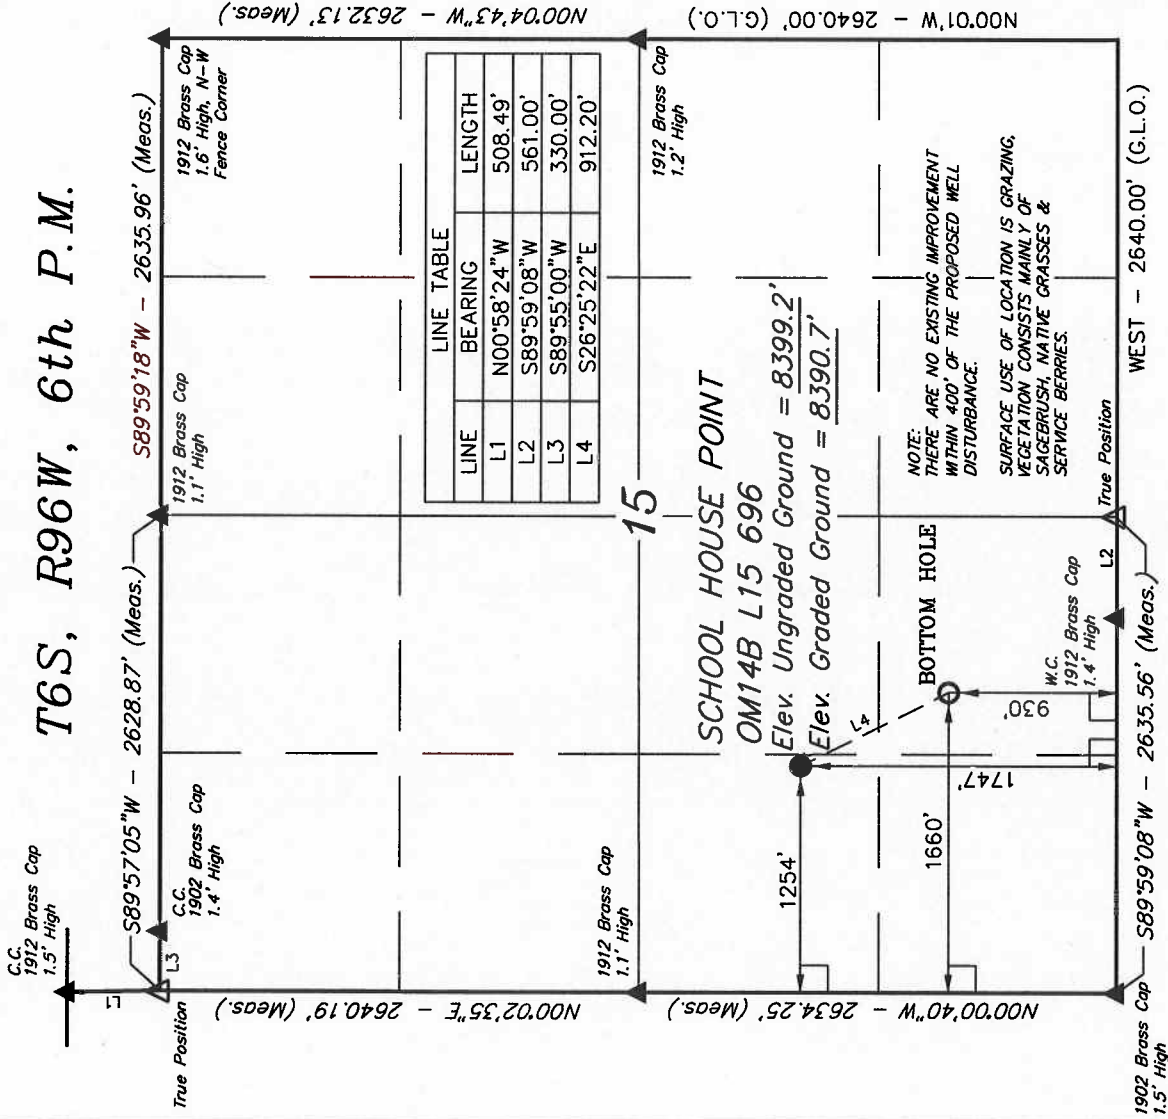 T6S, R96W, 6th P.M.
C.C.
1912 Brass Cap
1.5' High
S89°57'05"W - 2628.87' (Meas.)
S89°59'18"W - 2635.96' (Meas.)
L1
L3
True Position
C.C.
1902 Brass Cap
1.4' High
1912 Brass Cap
1.1' High
1912 Brass Cap
1.6' High, N-W
Fence Corner
N00°02'35"E - 2640.19' (Meas.)
N00°04'43"W - 2632.13' (Meas.)
LINE TABLE
LINE BEARING LENGTH
L1 N00°58'24"W 508.49'
L2 S89°59'08"W 561.00'
L3 S89°55'00"W 330.00'
L4 S26°25'22"E 912.20'
1912 Brass Cap
1.1' High
15
1912 Brass Cap
1.2' High
SCHOOL HOUSE POINT
OM14B L15 696
Elev. Ungraded Ground = 8399.2'
Elev. Graded Ground = 8390.7'
1254'
L4
BOTTOM HOLE
1660'
1747'
930'
NOTE:
THERE ARE NO EXISTING IMPROVEMENT
WITHIN 400' OF THE PROPOSED WELL
DISTURBANCE.
SURFACE USE OF LOCATION IS GRAZING,
VEGETATION CONSISTS MAINLY OF
SAGEBRUSH, NATIVE GRASSES &
SERVICE BERRIES.
N00°00'40"W - 2634.25' (Meas.)
N00°01'W - 2640.00' (G.L.O.)
W.C.
1912 Brass Cap
1.4' High
L2
True Position
1902 Brass Cap
1.5' High
S89°59'08"W - 2635.56' (Meas.)
WEST - 2640.00' (G.L.O.)